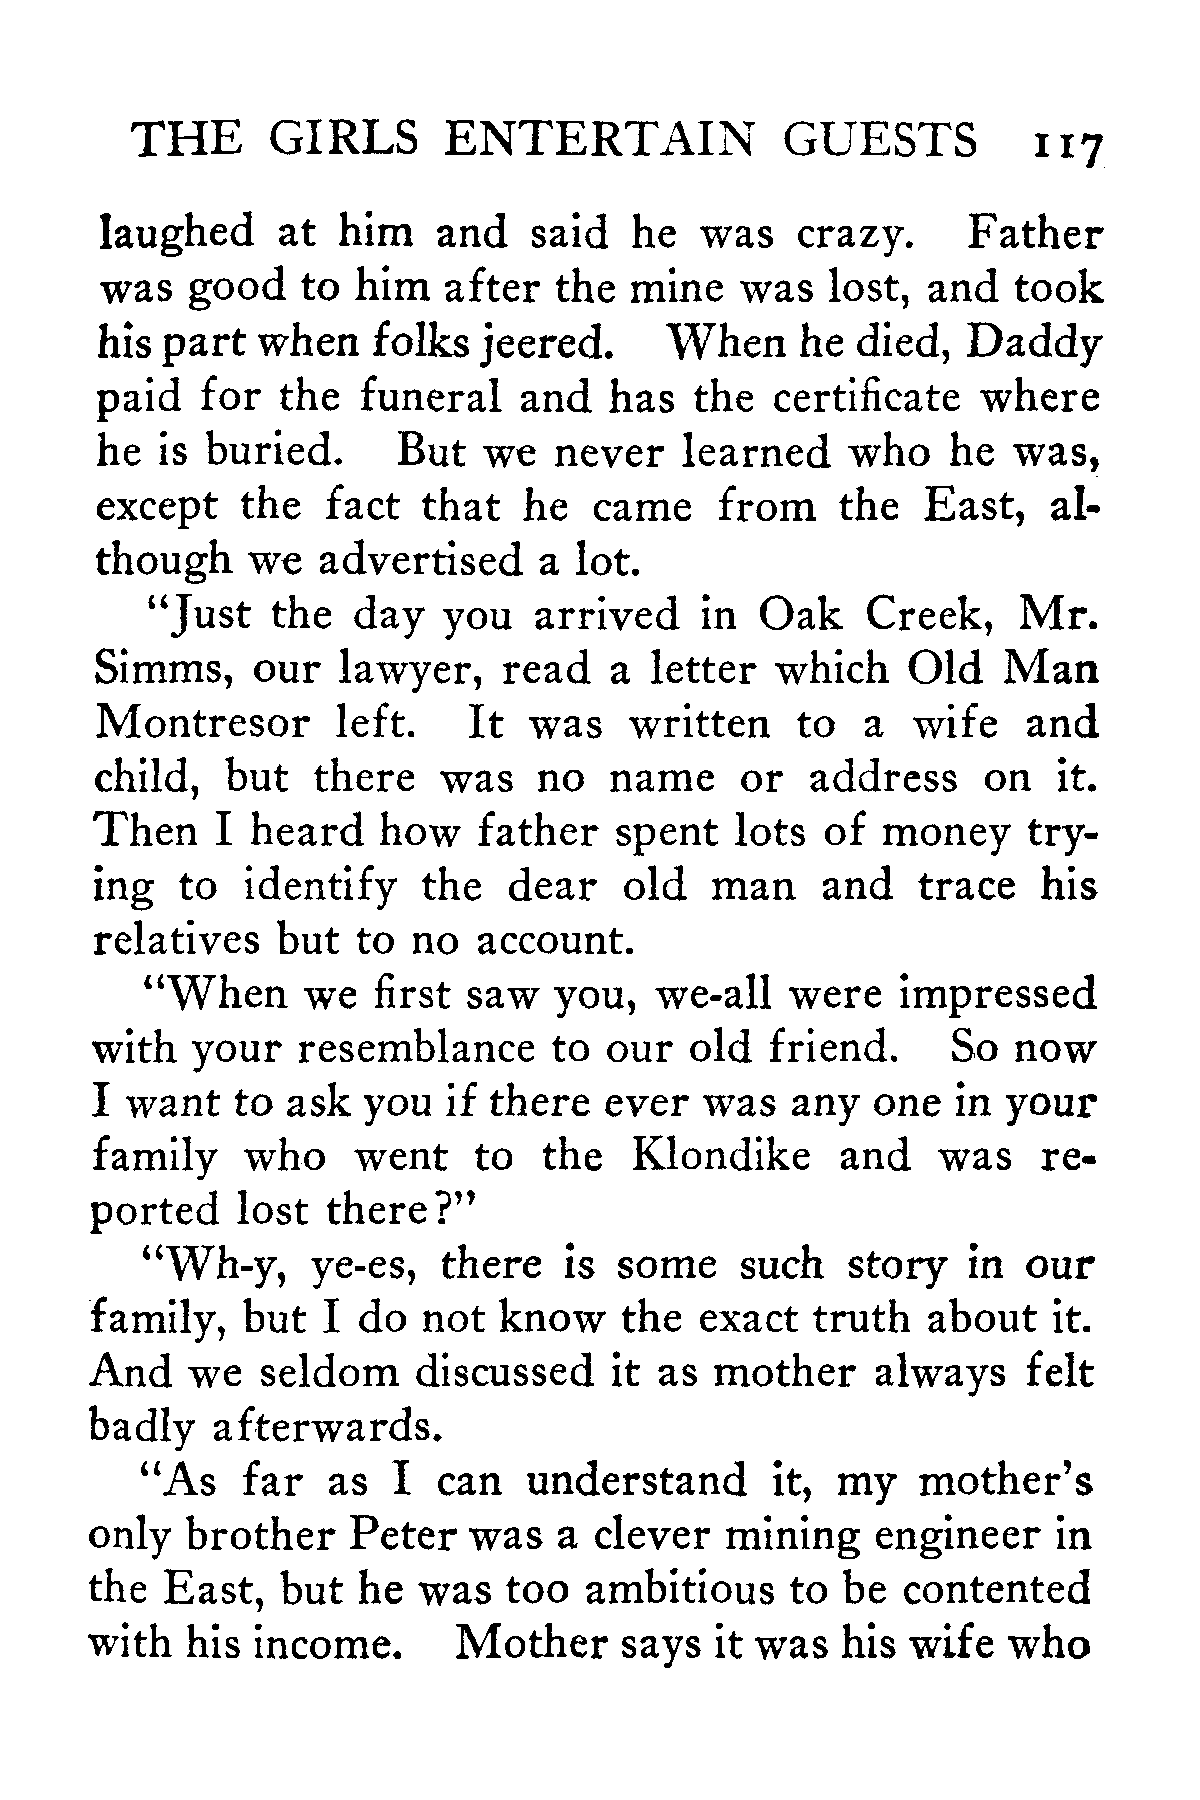 THE GIRLS ENTERTAIN GUESTS 117
laughed at him and said he was crazy. Father
was good to him after the mine was lost, and took
his part when folks jeered. When he died, Daddy
paid for the funeral and has the certificate where
he is buried. But we never learned who he was,
except the fact that he came from the East, al-
though we advertised a lot.
"Just the day you arrived in Oak Creek, Mr.
Simms, our lawyer, read a letter which Old Man
Montresor left. It was written to a wife and
child, but there was no name or address on it.
Then I heard how father spent lots of money try-
ing to identify the dear old man and trace his
relatives but to no account.
"When we first saw you, we-all were impressed
with your resemblance to our old friend. So now
I want to ask you if there ever was any one in your
family who went to the Klondike and was re-
ported lost there?"
"Wh-y, ye-es, there is some such story in our
family, but I do not know the exact truth about it.
And we seldom discussed it as mother always felt
badly afterwards.
"As far as I can understand it, my mother's
only brother Peter was a clever mining engineer in
the East, but he was too ambitious to be contented
with his income. Mother says it was his wife who